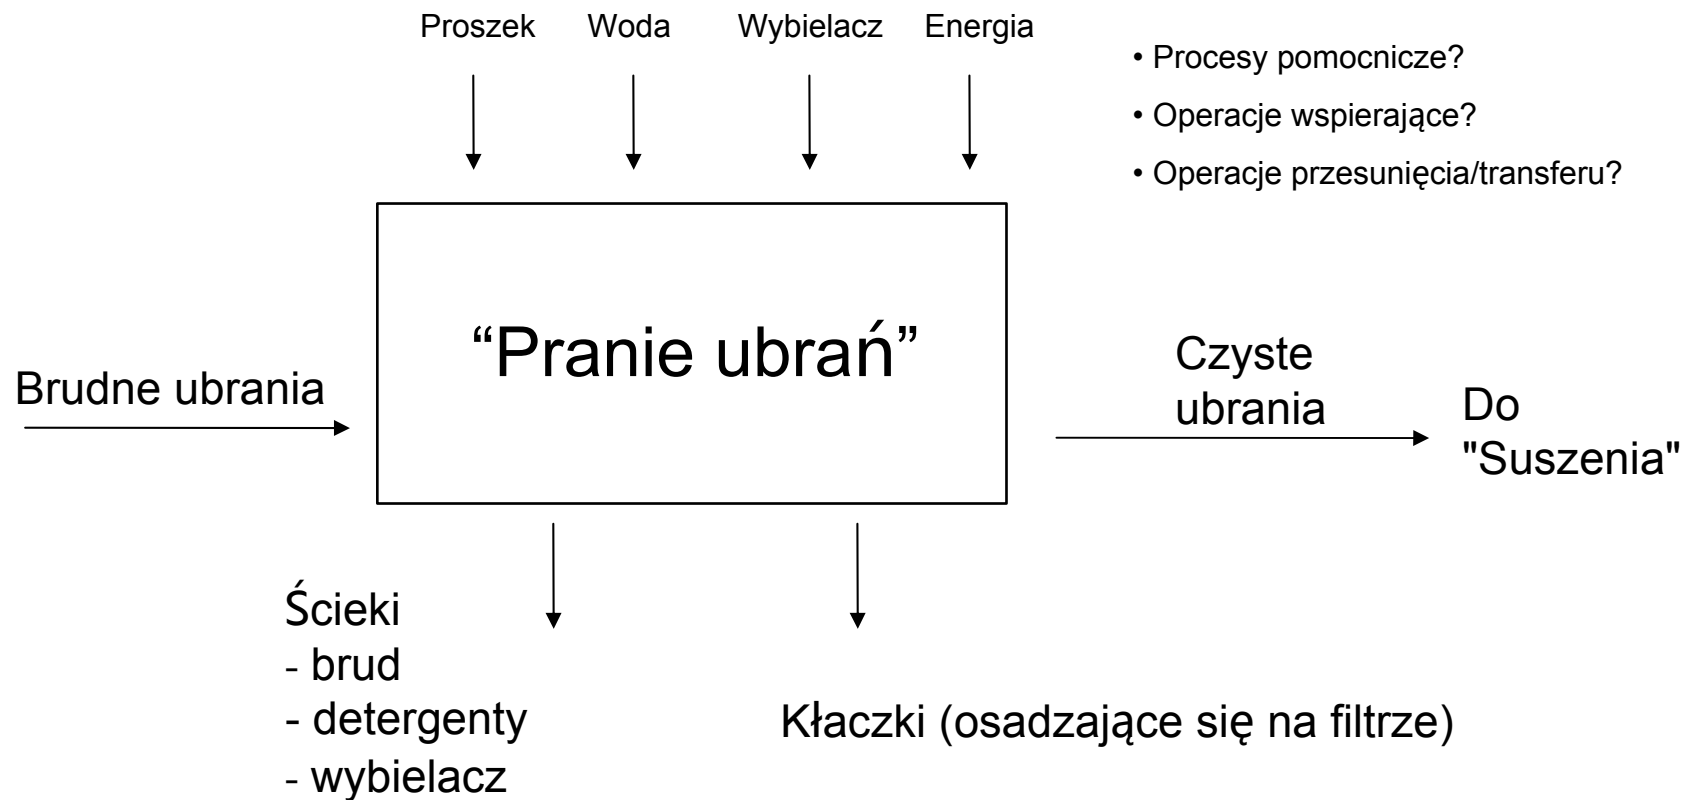 Proszek Woda Wybielacz Energia
• Procesy pomocnicze?
• Operacje wspierające?
• Operacje przesunięcia/transferu?
“Pranie ubrań”
Brudne ubrania
Czyste
ubrania
Do
"Suszenia"
Ścieki
- brud
- detergenty
- wybielacz
Kłaczki (osadzające się na filtrze)